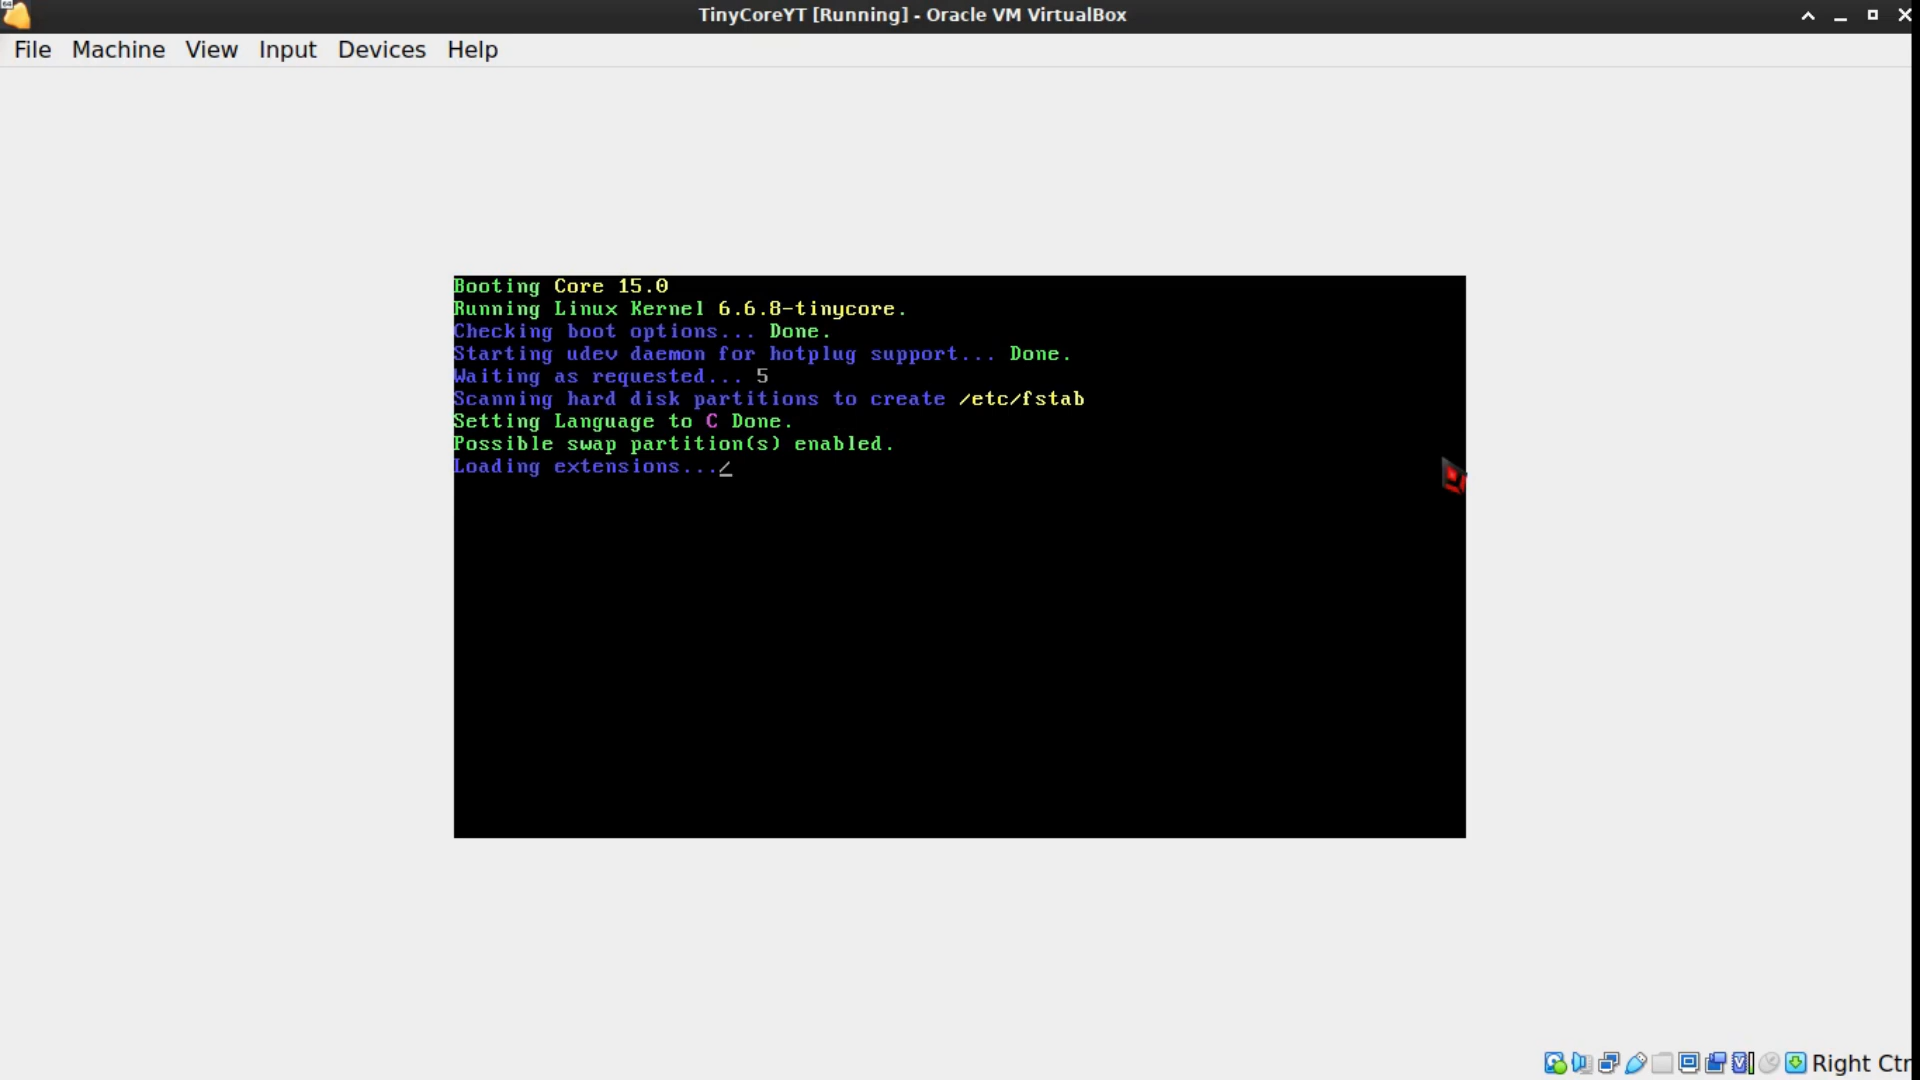 TinyCoreYT [Running] - Oracle VM VirtualBox
File Machine View Input Devices Help
Booting Core 15.0
Running Linux Kernel 6.6.8-tinycore.
Checking boot options... Done.
Starting udev daemon for hotplug support... Done.
Waiting as requested... 5
Scanning hard disk partitions to create /etc/fstab
Setting Language to C Done.
Possible swap partition(s) enabled.
Loading extensions.../
Right Ctr